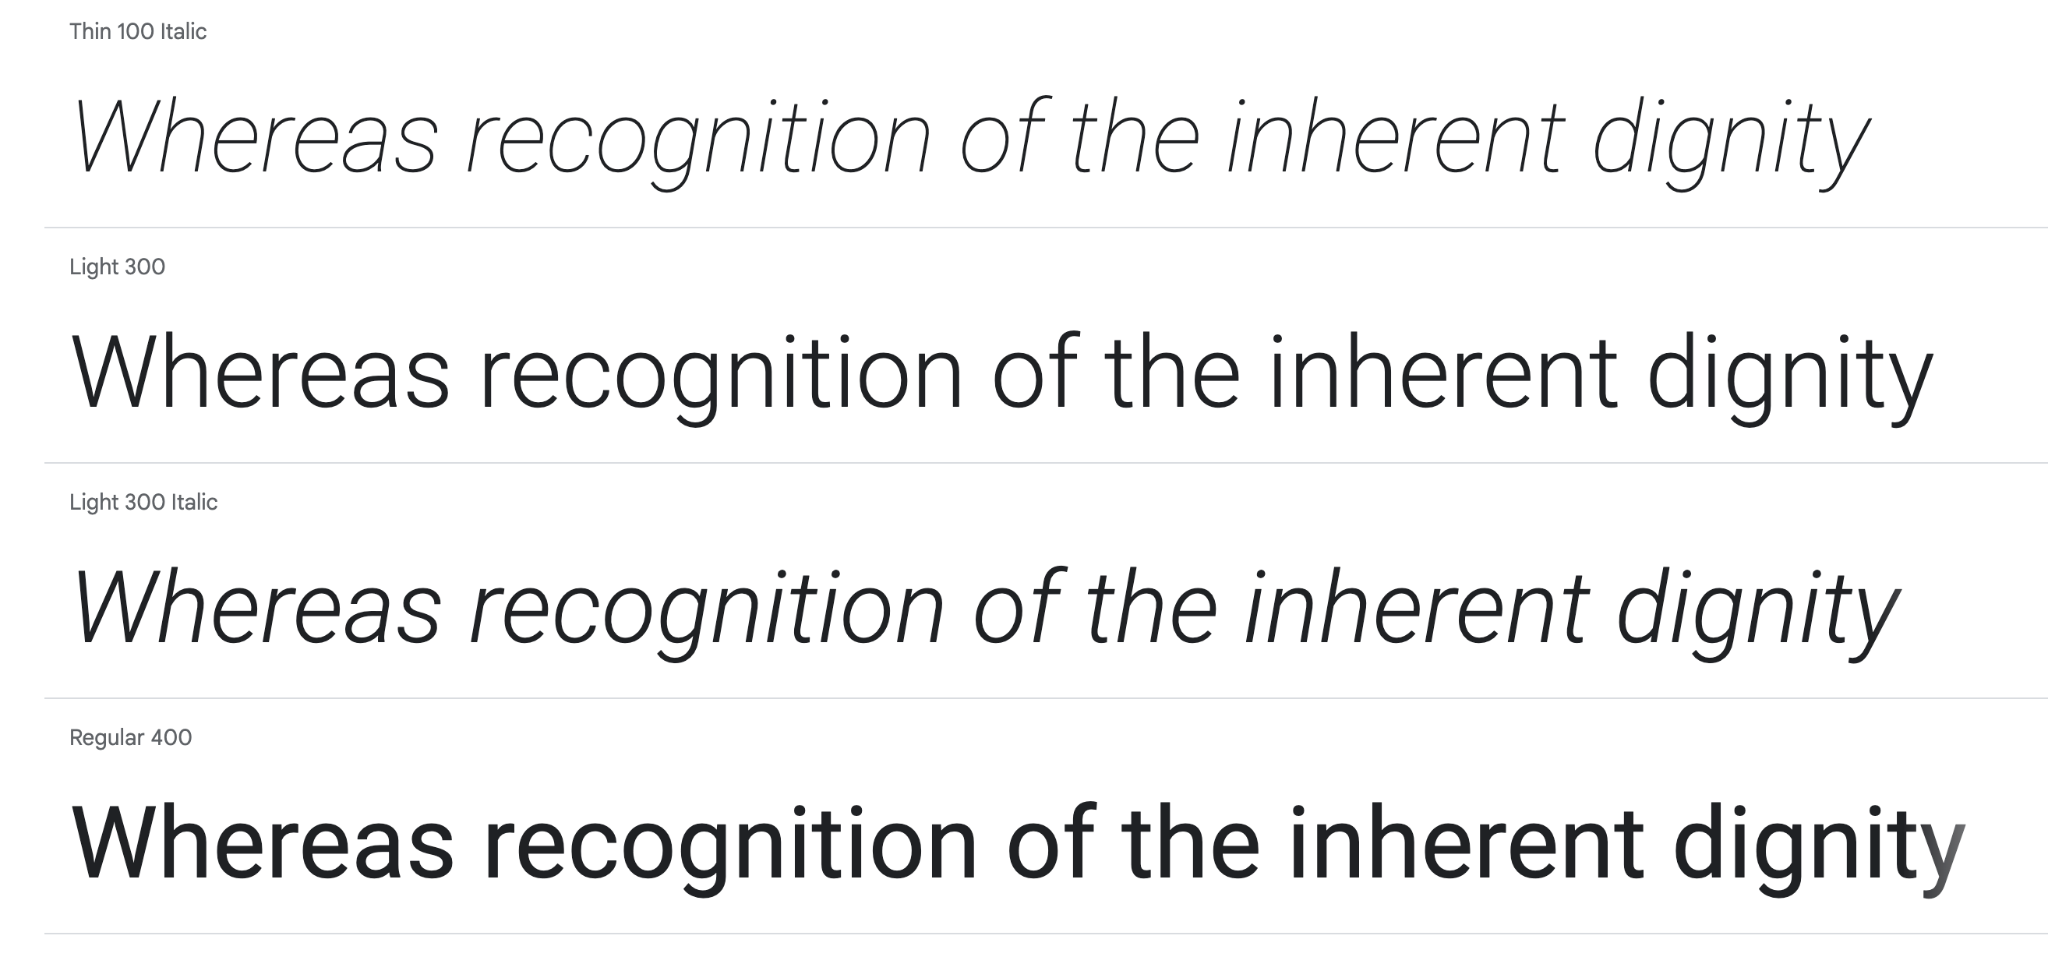 Thin 100 Italic
Whereas recognition of the inherent dignity
Light 300
Whereas recognition of the inherent dignity
Light 300 Italic
Whereas recognition of the inherent dignity
Regular 400
Whereas recognition of the inherent dignity